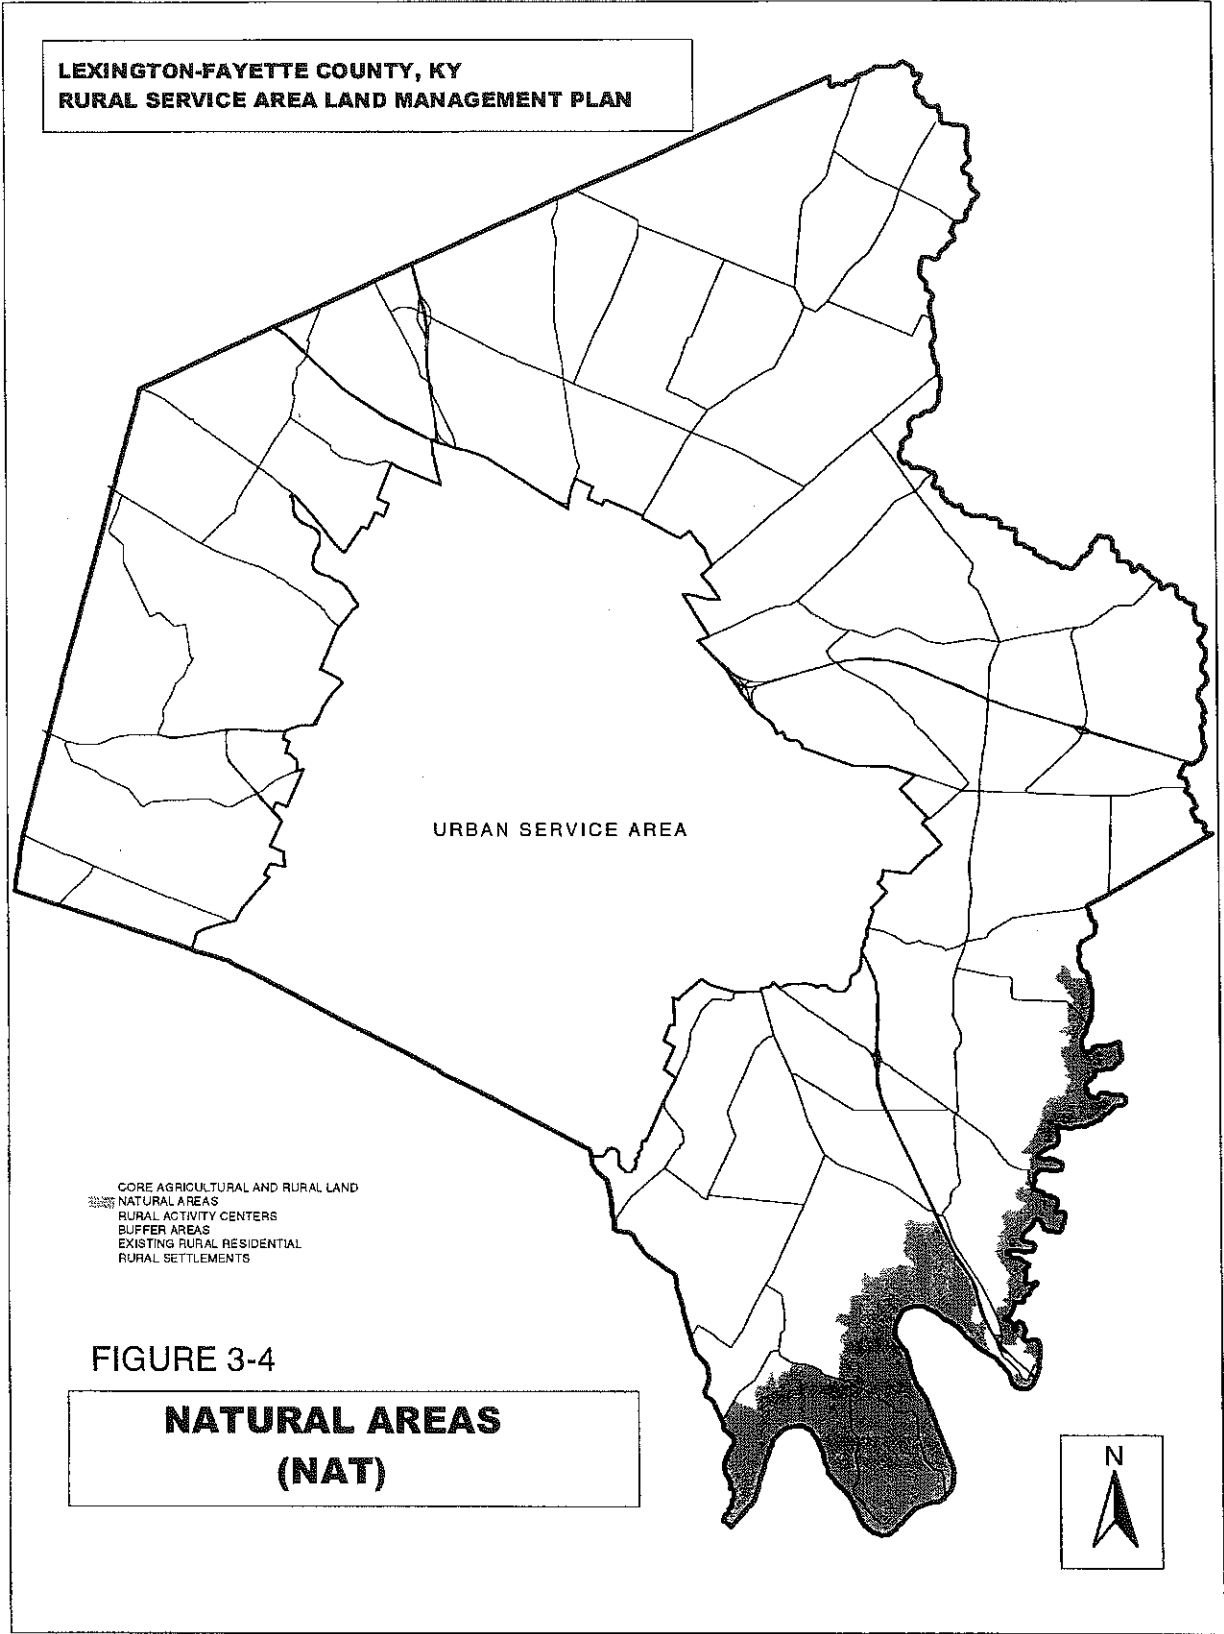 LEXINGTON-FAYETTE COUNTY, KY
RURAL SERVICE AREA LAND MANAGEMENT PLAN
URBAN SERVICE AREA
CORE AGRICULTURAL AND RURAL LAND
NATURAL AREAS
RURAL ACTIVITY CENTERS
BUFFER AREAS
EXISTING RURAL RESIDENTIAL
RURAL SETTLEMENTS
FIGURE 3-4
NATURAL AREAS
(NAT)
N